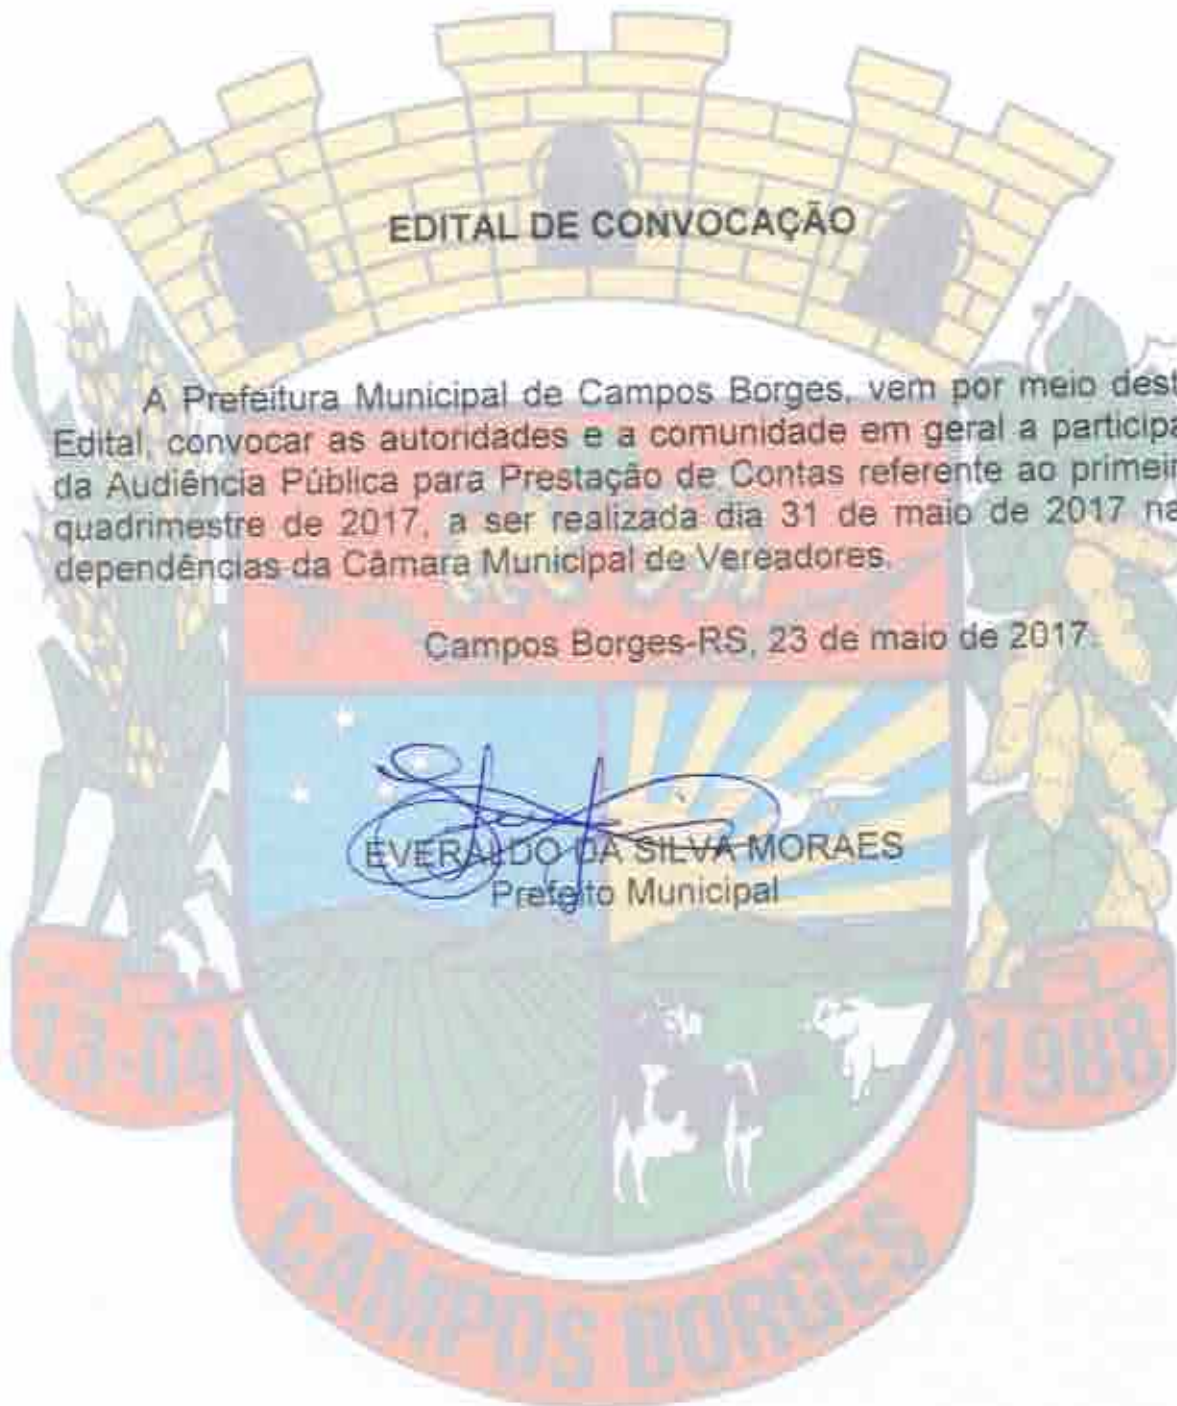 EDITAL DE CONVOCAÇÃO
A Prefeitura Municipal de Campos Borges, vem por meio dest
Edital, convocar as autoridades e a comunidade em geral a participa
da Audiência Pública para Prestação de Contas referente ao primeir
quadrimestre de 2017, a ser realizada dia 31 de maio de 2017 na
dependências da Câmara Municipal de Vereadores.
Campos Borges-RS, 23 de maio de 2017.
EVERALDO DA SILVA MORAES
Prefeito Municipal
13-04
1988
CAMPOS BORGES